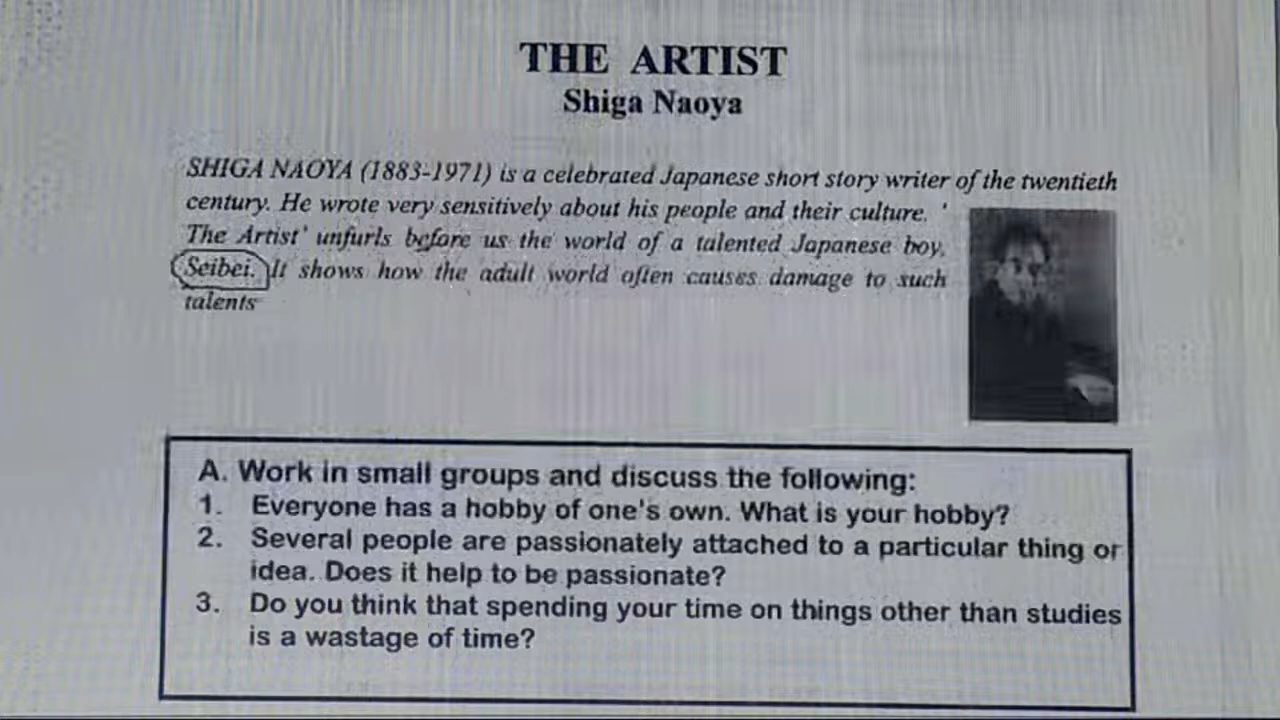 THE ARTIST
Shiga Naoya
SHIGA NAOYA (1883-1971) is a celebrated Japanese short story writer of the twentieth
century. He wrote very sensitively about his people and their culture. '
The Artist' unfurls before us the world of a talented Japanese boy,
Seibei. It shows how the adult world often causes damage to such
talents
A. Work in small groups and discuss the following:
1. Everyone has a hobby of one's own. What is your hobby?
2. Several people are passionately attached to a particular thing or
idea. Does it help to be passionate?
3. Do you think that spending your time on things other than studies
is a wastage of time?